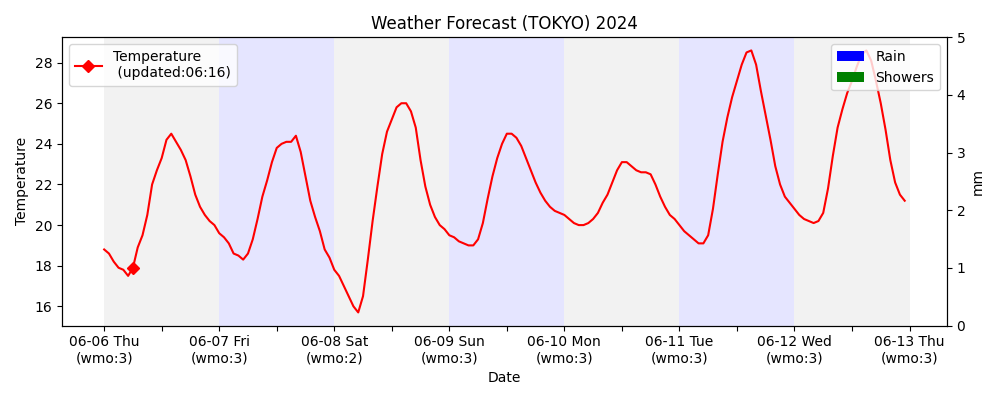 Weather Forecast (TOKYO) 2024
Temperature
(updated:06:16)
Rain
Showers
Temperature
28
26
24
22
20
18
16
5
4
3
2
1
0
mm
06-06 Thu
(wmo:3)
06-07 Fri
(wmo:3)
06-08 Sat
(wmo:2)
06-09 Sun
(wmo:3)
06-10 Mon
(wmo:3)
06-11 Tue
(wmo:3)
06-12 Wed
(wmo:3)
06-13 Thu
(wmo:3)
Date